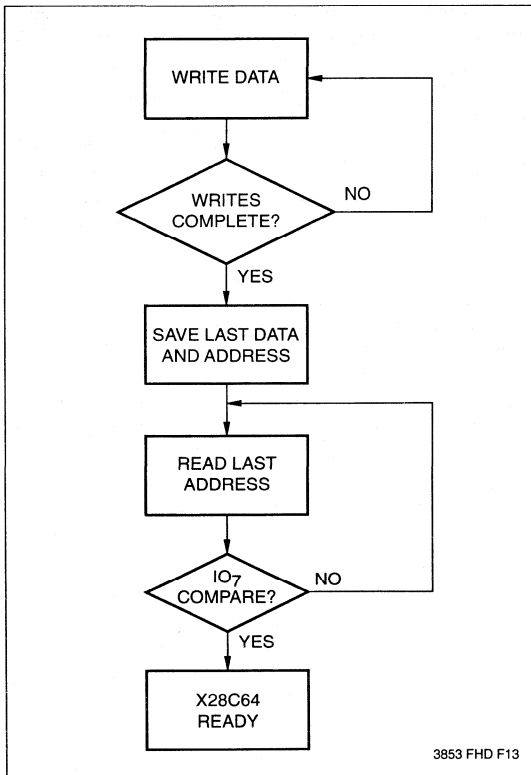 WRITE DATA
WRITES
COMPLETE?
NO
YES
SAVE LAST DATA
AND ADDRESS
READ LAST
ADDRESS
IO7
COMPARE?
NO
YES
X28C64
READY
3853 FHD F13